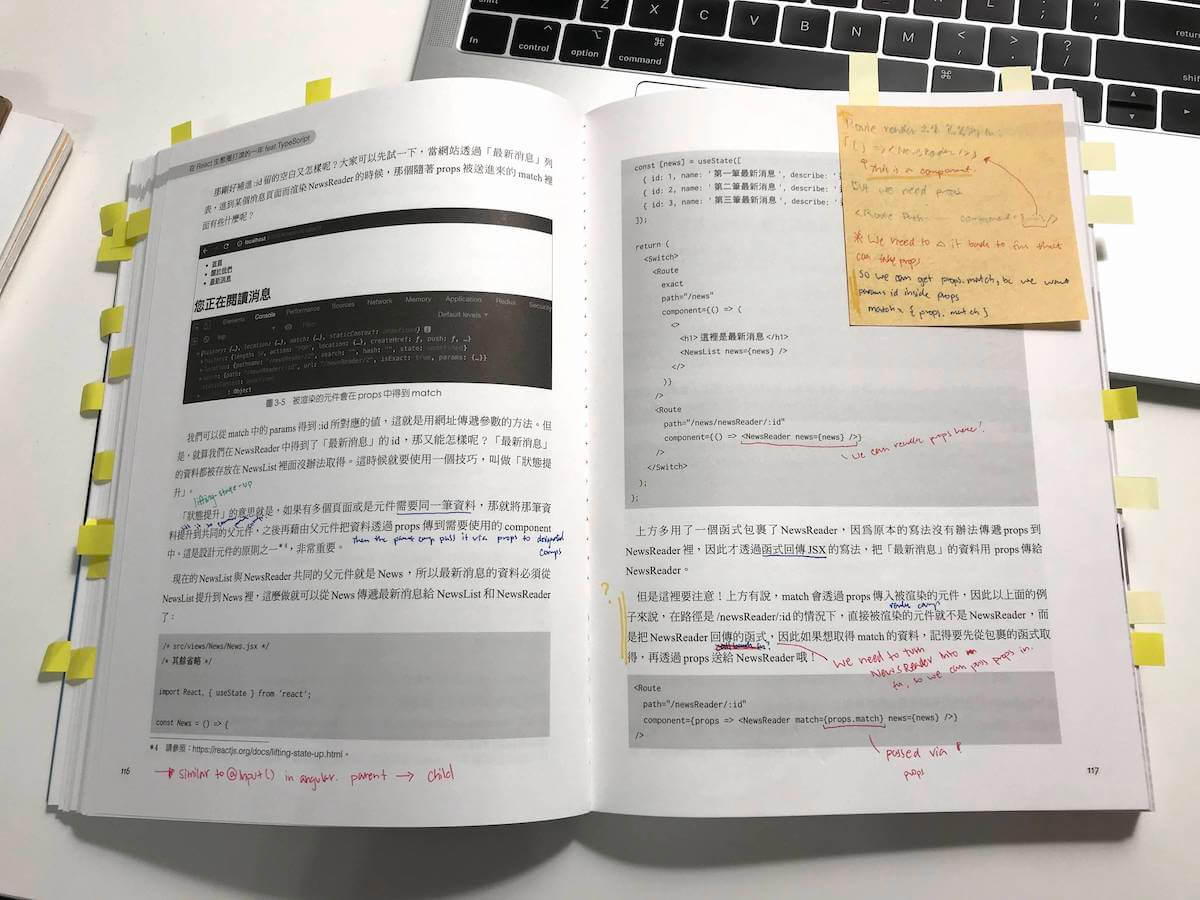 在 React 生態圈打滾的一年 feat.TypeScript
那剛好補進 :id 留的空白又怎樣呢？大家可以先試一下，當網站透過「最新消息」列
表，進到某個消息頁面而渲染 NewsReader 的時候，那個隨著 props 被送進來的 match 裡
面有些什麼呢？
localhost
首頁
關於我們
最新消息
您正在閱讀消息
Elements Console Performance Sources Network Memory Application Redux Security
top Default levels
Object
圖 3-5 被渲染的元件會在 props 中得到 match
我們可以從 match 中的 params 得到 :id 所對應的值，這就是用網址傳遞參數的方法。但
是，就算我們在 NewsReader 中得到了「最新消息」的 id，那又能怎樣呢？「最新消息」
的資料都被存放在 NewsList 裡面沒辦法取得。這時候就要使用一個技巧，叫做「狀態提
升」。
lifting-state-up
「狀態提升」的意思就是，如果有多個頁面或是元件需要同一筆資料，那就將那筆資
料提升到共同的父元件，之後再藉由父元件把資料透過 props 傳到需要使用的 component
中。這是設計元件的原則之一*4，非常重要。
then the parent comp pass it via props to designated
comps
現在的 NewsList 與 NewsReader 共同的父元件就是 News，所以最新消息的資料必須從
NewsList 提升到 News 裡，這麼做就可以從 News 傳遞最新消息給 NewsList 和 NewsReader
了：
/* src/views/News/News.jsx */
/* 其餘省略 */
import React, { useState } from 'react';
const News = () => {
*4 請參照：https://reactjs.org/docs/lifting-state-up.html。
116
→ similar to @Input() in angular. parent → child
const [news] = useState([
{ id: 1, name: '第一筆最新消息', describe: '
{ id: 2, name: '第二筆最新消息', describe: '
{ id: 3, name: '第三筆最新消息', describe: '
]);
return (
<Switch>
<Route
exact
path="/news"
component={() => (
<>
<h1>這裡是最新消息</h1>
<NewsList news={news} />
</>
)}
/>
<Route
path="/news/newsReader/:id"
component={() => <NewsReader news={news} />}
/>
we can render props here!
</Switch>
);
};
Route render
() => <NewsReader />
This is a component.
But we need props
<Route Path component={ }/>
* We need to △ it back to fn that
can take props
So we can get props.match, bc we want
params id inside props
match = { props.match }
上方多用了一個函式包裹了 NewsReader，因爲原本的寫法沒有辦法傳遞 props 到
NewsReader 裡，因此才透過函式回傳 JSX 的寫法，把「最新消息」的資料用 props 傳給
NewsReader。
?
但是這裡要注意！上方有說，match 會透過 props 傳入被渲染的元件，因此以上面的例
render comp
子來說，在路徑是 /newsReader/:id 的情況下，直接被渲染的元件就不是 NewsReader，而
是把 NewsReader 回傳的函式，因此如果想取得 match 的資料，記得要先從包裹的函式取
得，再透過 props 送給 NewsReader 哦！
we need to turn
NewsReader into
fn, so we can pass props in.
<Route
path="/newsReader/:id"
component={props => <NewsReader match={props.match} news={news} />}
/>
passed via
props
117
fn control option command command
Z X C V B N M < , > . ? /
return
shift